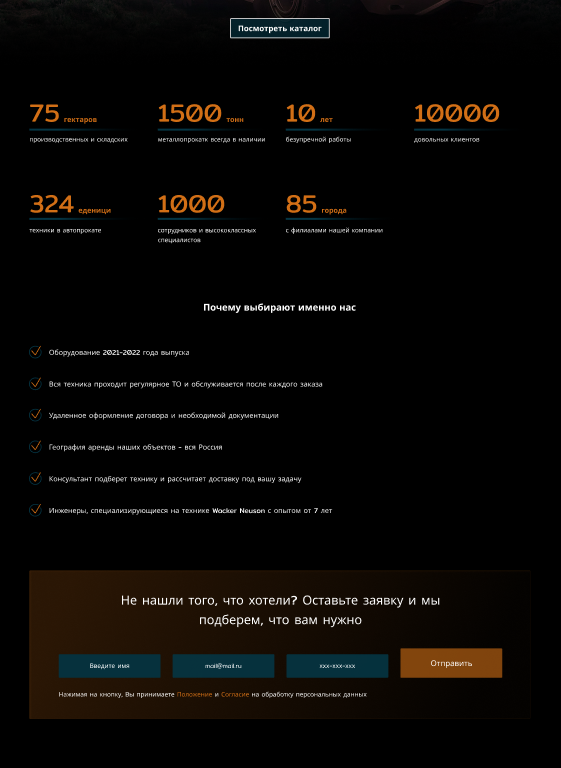 Посмотреть каталог
75 гектаров
производственных и складских
1500 тонн
металлопрокатк всегда в наличии
10 лет
безупречной работы
10000
довольных клиентов
324 еденици
техники в автопрокате
1000
сотрудников и высококлассных
специалистов
85 города
с филиалами нашей компании
Почему выбирают именно нас
Оборудование 2021-2022 года выпуска
Вся техника проходит регулярное ТО и обслуживается после каждого заказа
Удаленное оформление договора и необходимой документации
География аренды наших объектов – вся Россия
Консультант подберет технику и рассчитает доставку под вашу задачу
Инженеры, специализирующиеся на технике Wacker Neuson с опытом от 7 лет
Не нашли того, что хотели? Оставьте заявку и мы
подберем, что вам нужно
Введите имя
mail@mail.ru
xxx-xxx-xxx
Отправить
Нажимая на кнопку, Вы принимаете Положение и Согласие на обработку персональных данных